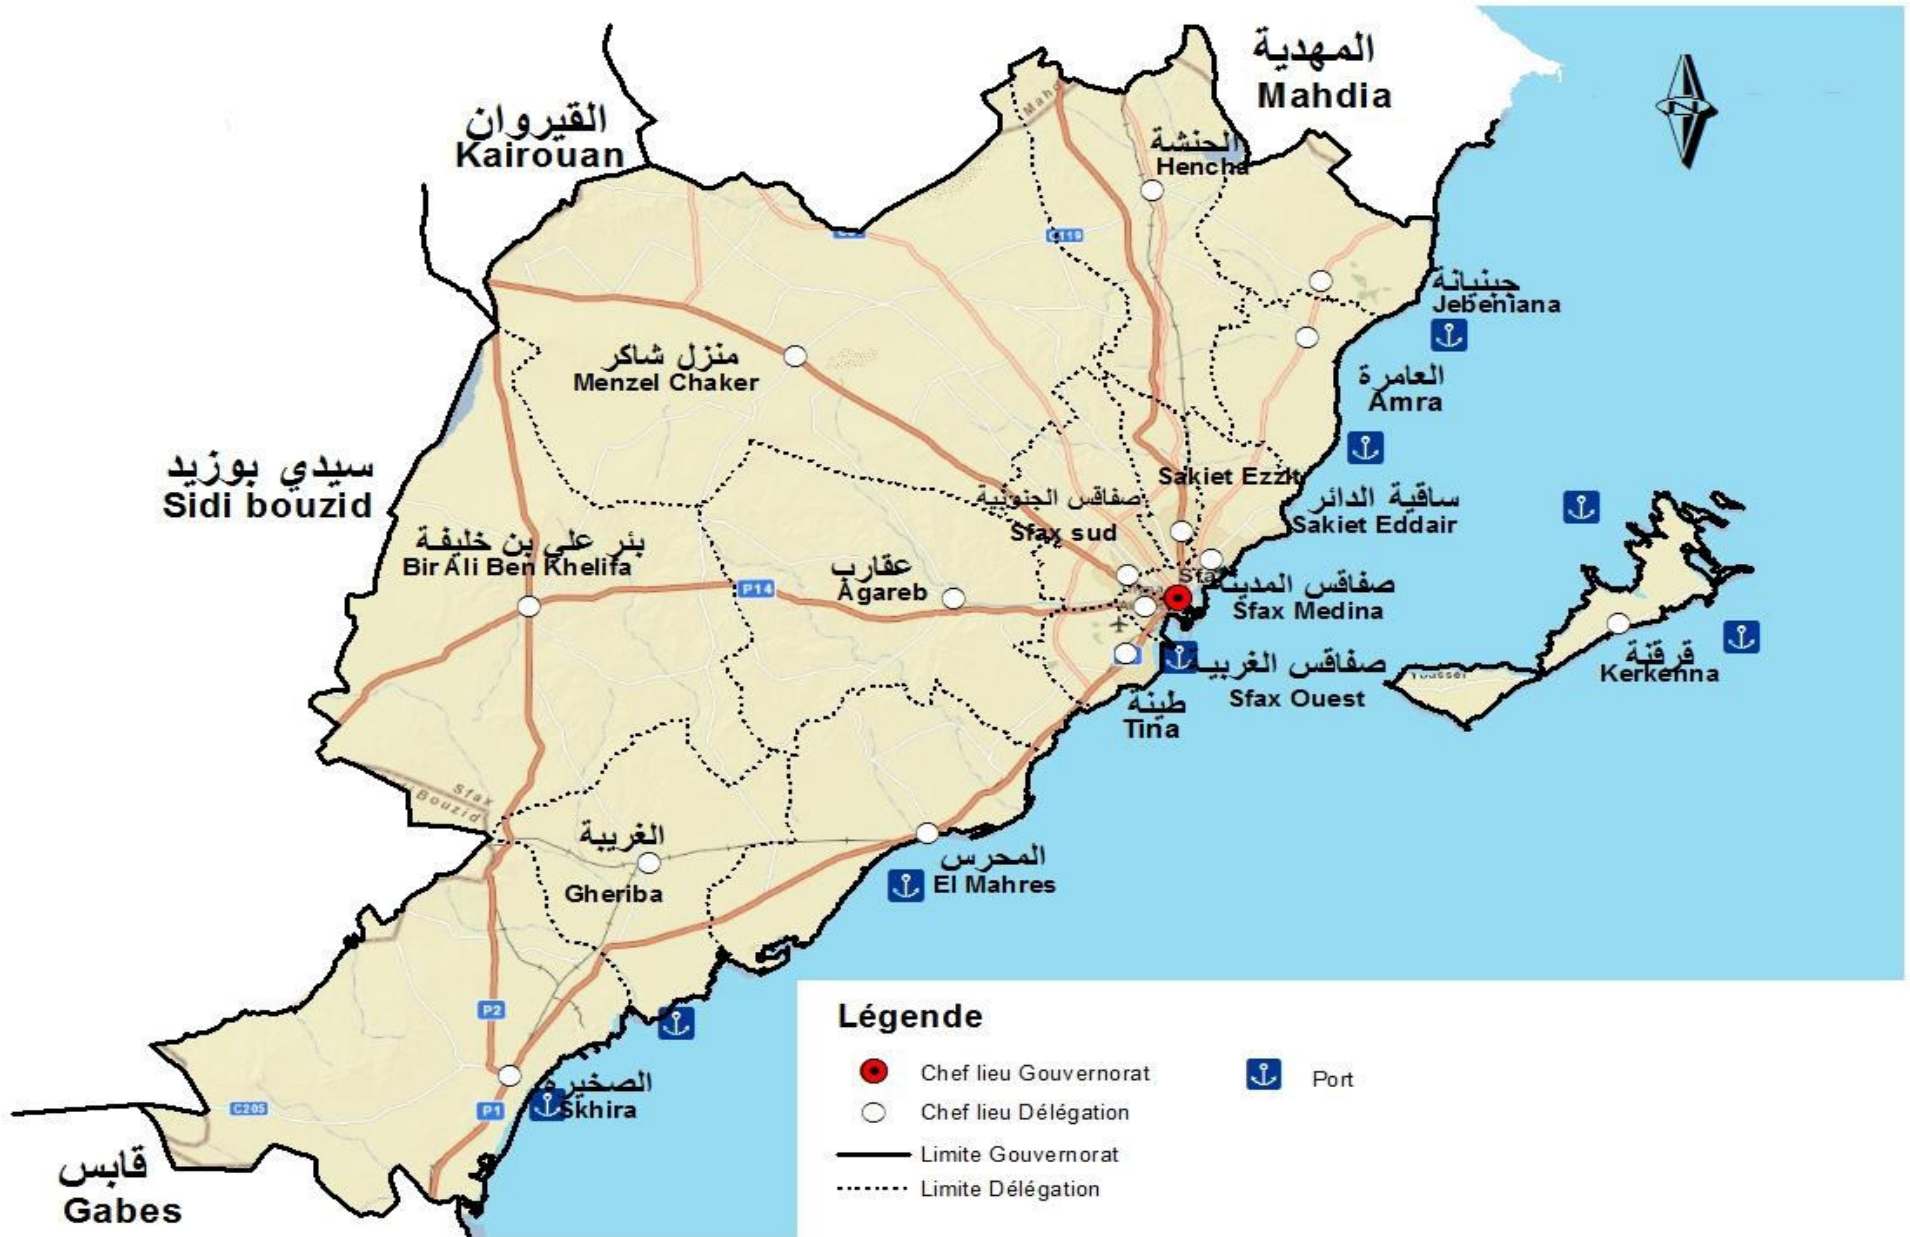 المهدية
Mahdia
القيروان
Kairouan
الحنشة
Hencha
C119
جبنيانة
Jebeniana
منزل شاكر
Menzel Chaker
العامرة
Amra
سيدي بوزيد
Sidi bouzid
Sakiet Ezzit
صفاقس الجنوبية
Sfax sud
ساقية الدائر
Sakiet Eddair
بئر علي بن خليفة
Bir Ali Ben Khelifa
P14
عقارب
Agareb
صفاقس المدينة
Sfax Medina
صفاقس الغربية
Sfax Ouest
قرقنة
Kerkenna
طينة
Tina
Sfax
Bouzid
الغريبة
Gheriba
المحرس
El Mahres
P2
الصخيرة
Skhira
C205
P1
قابس
Gabes
N
Légende
Chef lieu Gouvernorat
Port
Chef lieu Délégation
Limite Gouvernorat
Limite Délégation